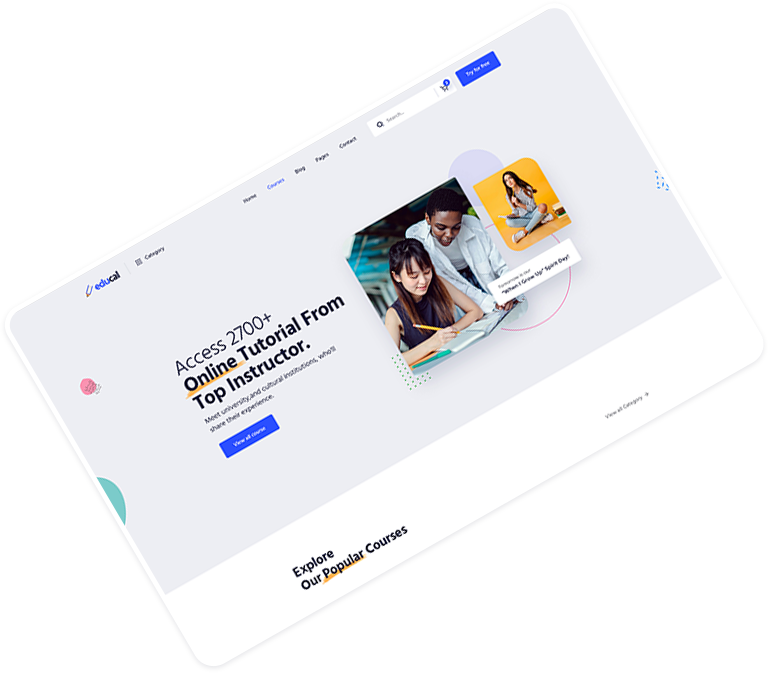 educal
Category
Home
Courses
Blog
Pages
Contact
Search...
Try for free
Access 2700+
Online Tutorial From
Top Instructor.
Meet university,and cultural institutions, who'll
share their experience.
View all course
Tomorrow is our
"When I Grow Up" Spirit Day!
View all Category
Explore
Our Popular Courses